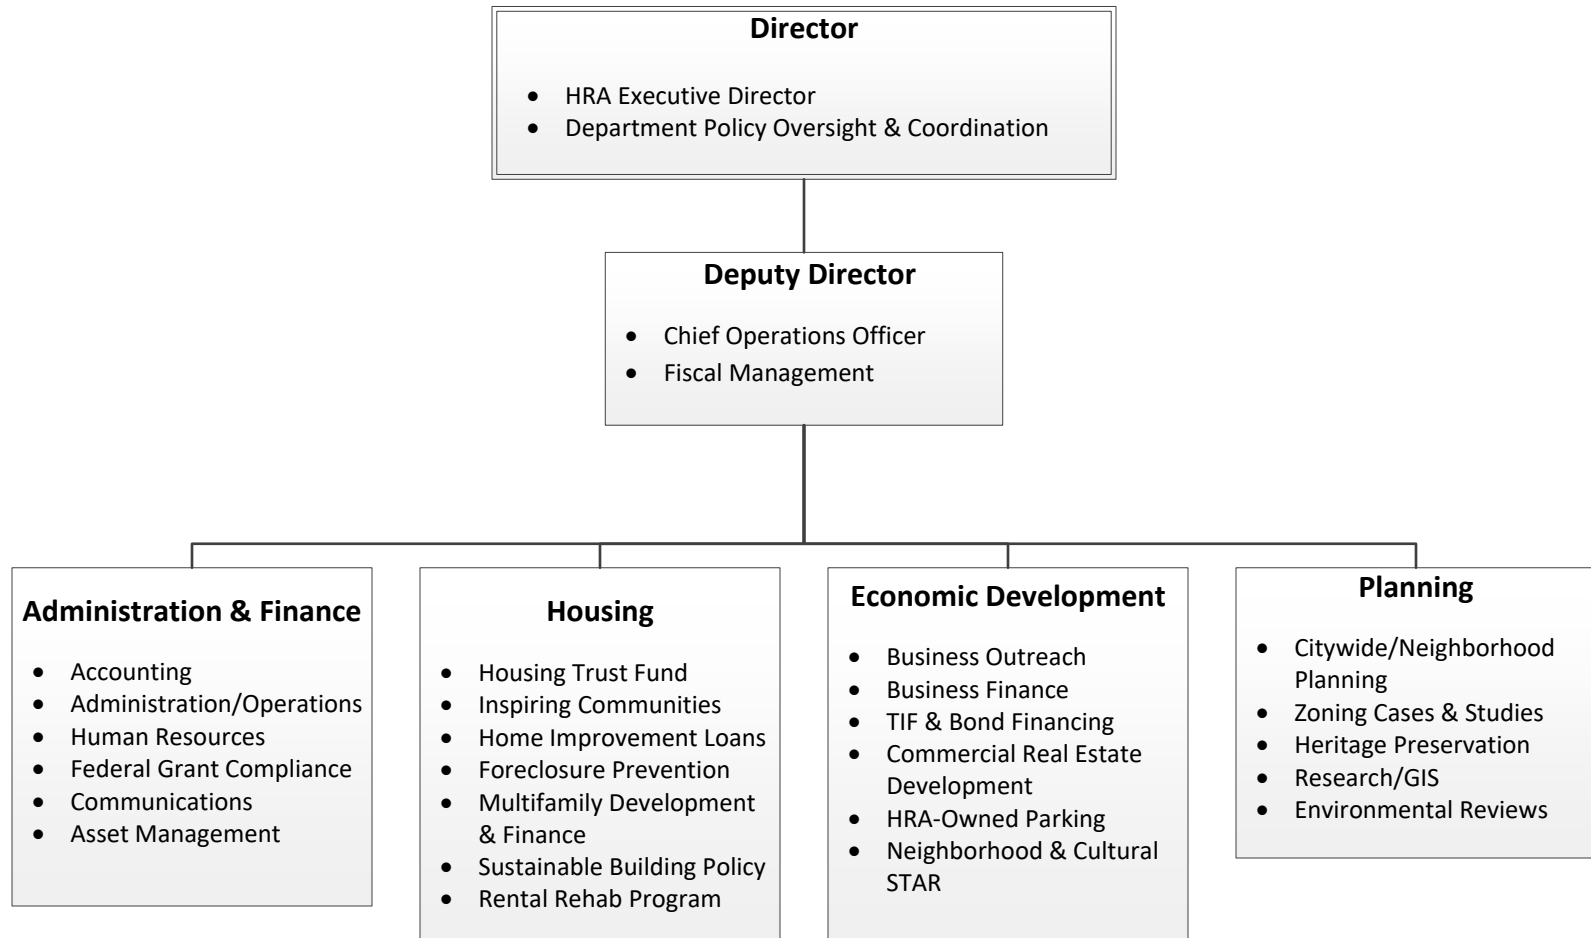 Director
• HRA Executive Director
• Department Policy Oversight & Coordination
Deputy Director
• Chief Operations Officer
• Fiscal Management
Administration & Finance
• Accounting
• Administration/Operations
• Human Resources
• Federal Grant Compliance
• Communications
• Asset Management
Housing
• Housing Trust Fund
• Inspiring Communities
• Home Improvement Loans
• Foreclosure Prevention
• Multifamily Development
& Finance
• Sustainable Building Policy
• Rental Rehab Program
Economic Development
• Business Outreach
• Business Finance
• TIF & Bond Financing
• Commercial Real Estate
Development
• HRA-Owned Parking
• Neighborhood & Cultural
STAR
Planning
• Citywide/Neighborhood
Planning
• Zoning Cases & Studies
• Heritage Preservation
• Research/GIS
• Environmental Reviews